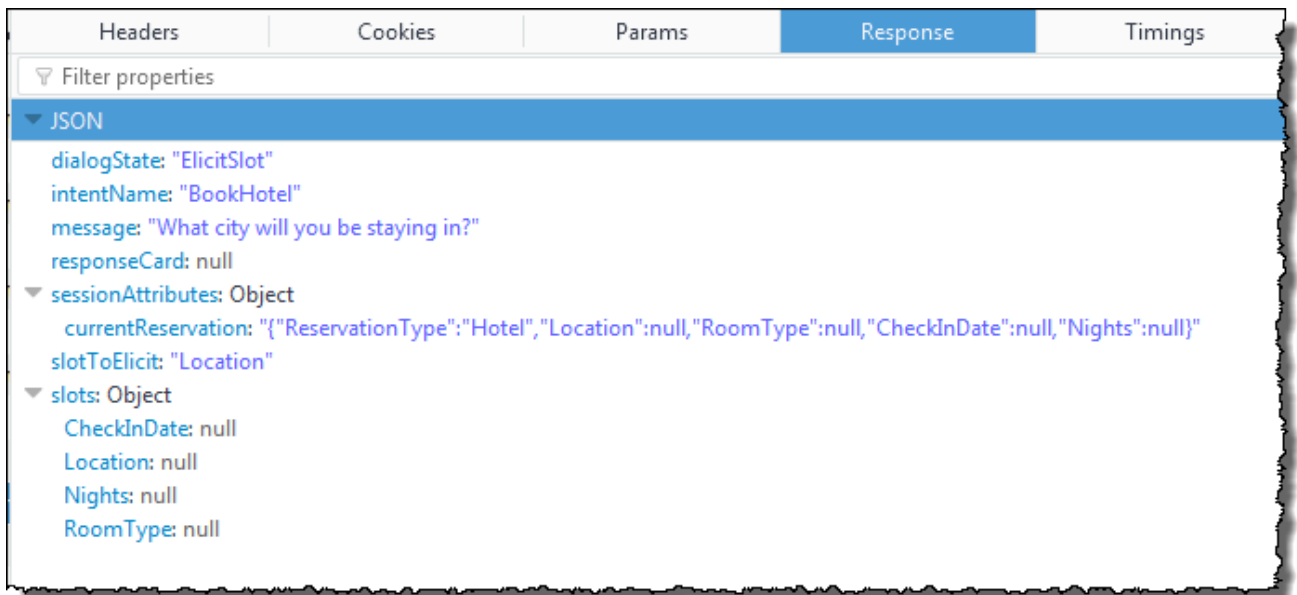 Headers Cookies Params Response Timings
Filter properties
JSON
dialogState: "ElicitSlot"
intentName: "BookHotel"
message: "What city will you be staying in?"
responseCard: null
sessionAttributes: Object
currentReservation: "{"ReservationType":"Hotel","Location":null,"RoomType":null,"CheckInDate":null,"Nights":null}"
slotToElicit: "Location"
slots: Object
CheckInDate: null
Location: null
Nights: null
RoomType: null